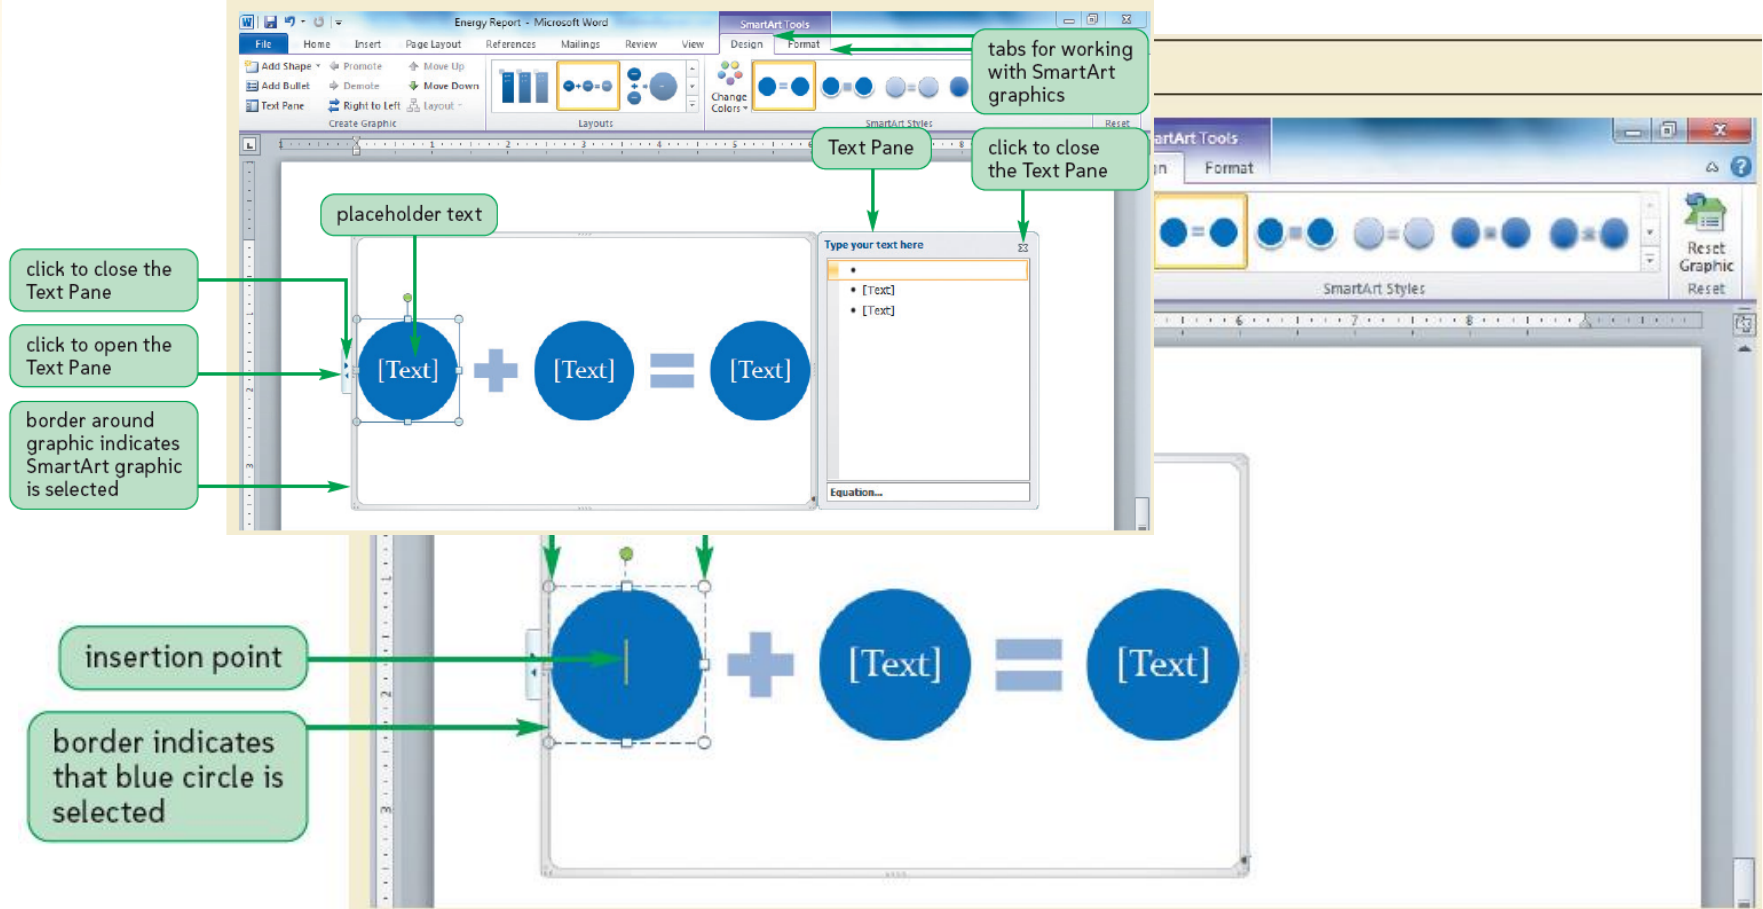 Energy Report - Microsoft Word
SmartArt Tools
File Home Insert Page Layout References Mailings Review View Design Format
Add Shape Promote Move Up
Add Bullet Demote Move Down
Text Pane Right to Left Layout
Create Graphic
Layouts
Change
Colors
SmartArt Styles
Reset
tabs for working
with SmartArt
graphics
Text Pane
click to close
the Text Pane
placeholder text
click to close the
Text Pane
click to open the
Text Pane
border around
graphic indicates
SmartArt graphic
is selected
[Text] + [Text] = [Text]
Type your text here
•
• [Text]
• [Text]
Equation...
artArt Tools
gn Format
SmartArt Styles
Reset
Graphic
Reset
6 7 8
insertion point
border indicates
that blue circle is
selected
+ [Text] = [Text]